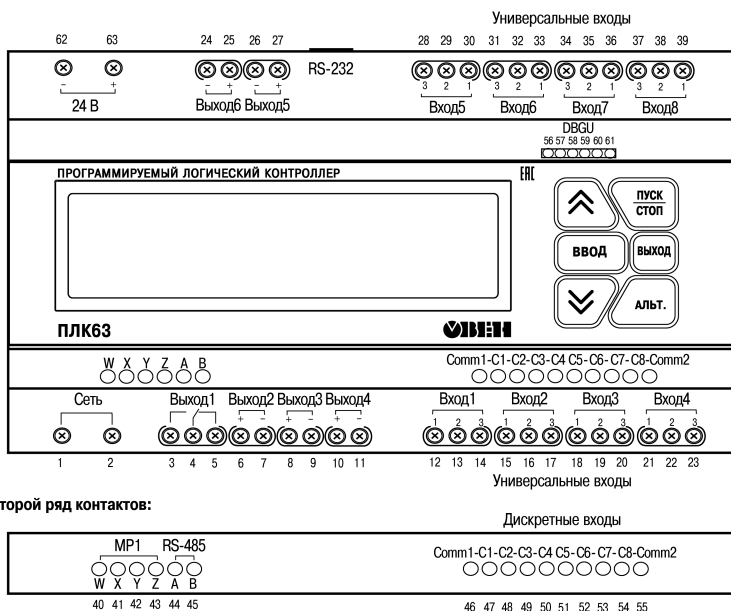 Универсальные входы
62 63 24 25 26 27 28 29 30 31 32 33 34 35 36 37 38 39
RS-232
− + − + − + 3 2 1 3 2 1 3 2 1 3 2 1
24 В Выход6 Выход5 Вход5 Вход6 Вход7 Вход8
DBGU
56 57 58 59 60 61
ПРОГРАММИРУЕМЫЙ ЛОГИЧЕСКИЙ КОНТРОЛЛЕР EAC
ПУСК
СТОП
ВВОД ВЫХОД
АЛЬТ.
ПЛК63 ОВЕН
W X Y Z A B Comm1-C1-C2-C3-C4 C5-C6-C7-C8-Comm2
Сеть Выход1 Выход2 Выход3 Выход4 Вход1 Вход2 Вход3 Вход4
+ − + − + − 1 2 3 1 2 3 1 2 3 1 2 3
1 2 3 4 5 6 7 8 9 10 11 12 13 14 15 16 17 18 19 20 21 22 23
Универсальные входы
торой ряд контактов:
Дискретные входы
MP1 RS-485 Comm1-C1-C2-C3-C4 C5-C6-C7-C8-Comm2
W X Y Z A B
40 41 42 43 44 45 46 47 48 49 50 51 52 53 54 55